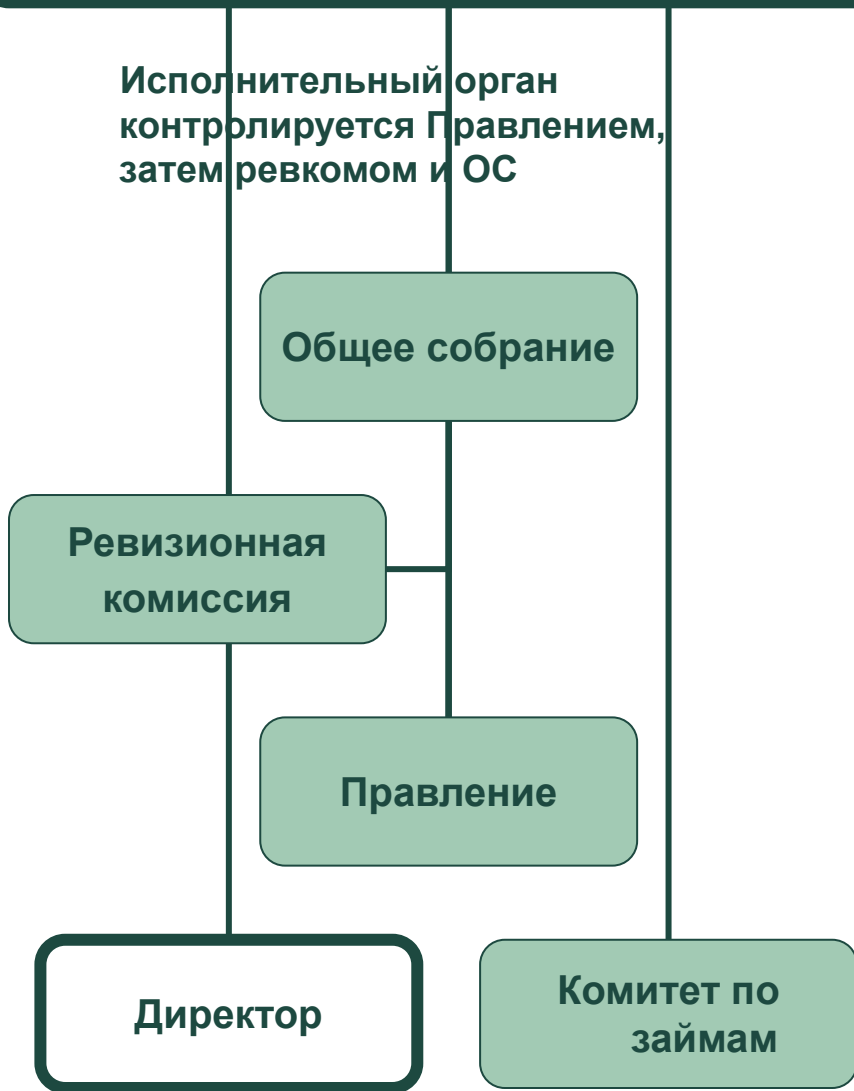 Исполнительный орган
контролируется Правлением,
затем ревкомом и ОС
Общее собрание
Ревизионная
комиссия
Правление
Директор
Комитет по
займам